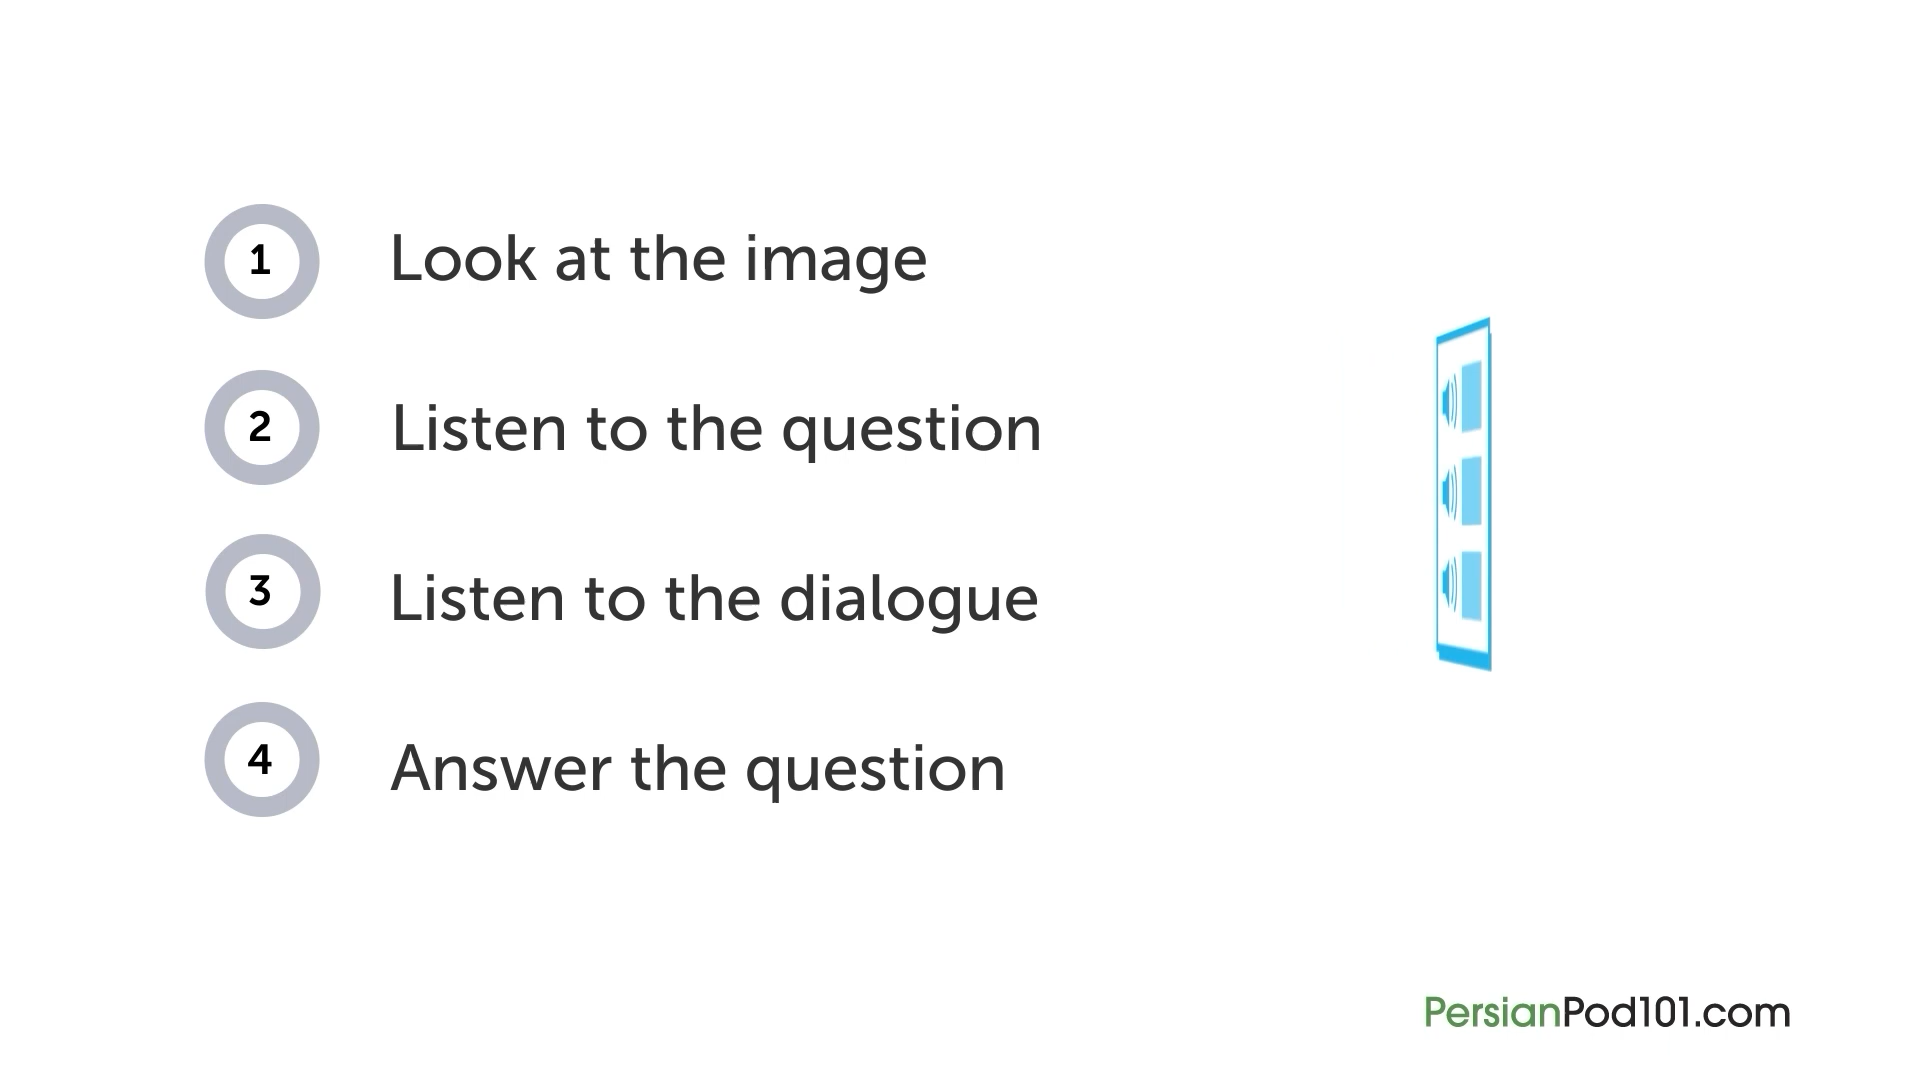 1 Look at the image
2 Listen to the question
3 Listen to the dialogue
4 Answer the question
PersianPod101.com